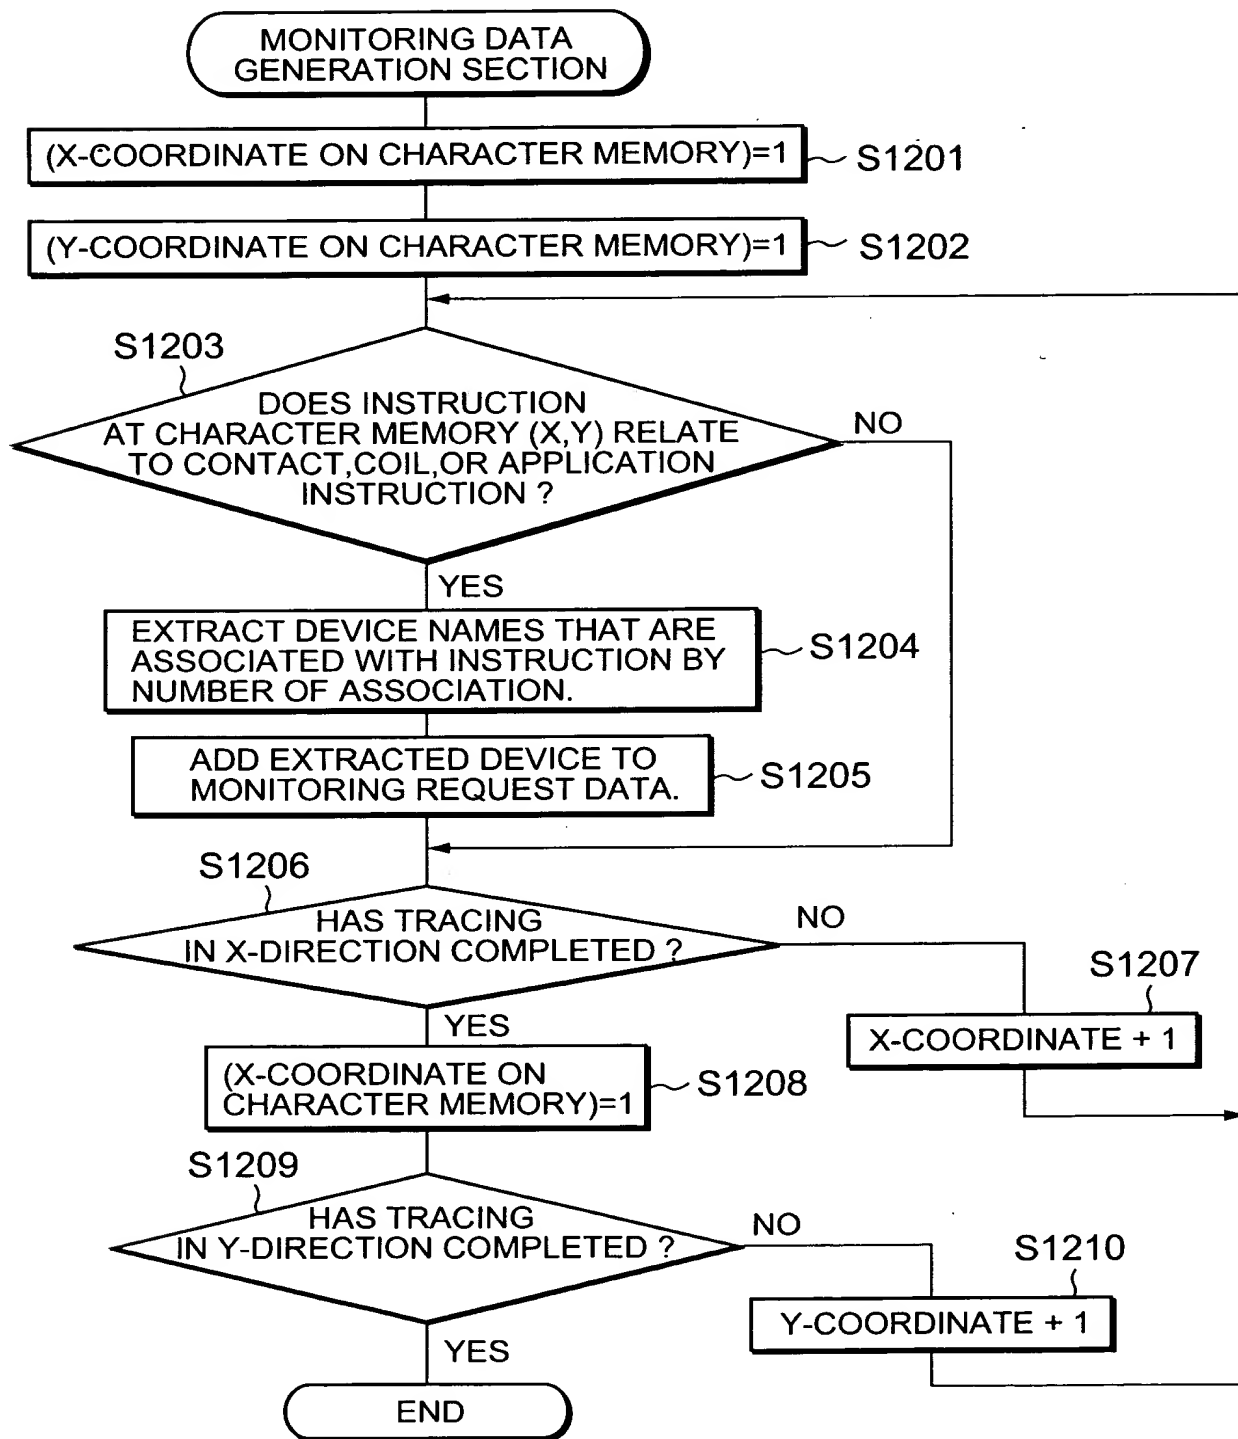 MONITORING DATA
GENERATION SECTION
(X-COORDINATE ON CHARACTER MEMORY)=1
S1201
(Y-COORDINATE ON CHARACTER MEMORY)=1
S1202
S1203
DOES INSTRUCTION
AT CHARACTER MEMORY (X,Y) RELATE
TO CONTACT,COIL,OR APPLICATION
INSTRUCTION ?
NO
YES
EXTRACT DEVICE NAMES THAT ARE
ASSOCIATED WITH INSTRUCTION BY
NUMBER OF ASSOCIATION.
S1204
ADD EXTRACTED DEVICE TO
MONITORING REQUEST DATA.
S1205
S1206
HAS TRACING
IN X-DIRECTION COMPLETED ?
NO
S1207
X-COORDINATE + 1
YES
(X-COORDINATE ON
CHARACTER MEMORY)=1
S1208
S1209
HAS TRACING
IN Y-DIRECTION COMPLETED ?
NO
S1210
Y-COORDINATE + 1
YES
END